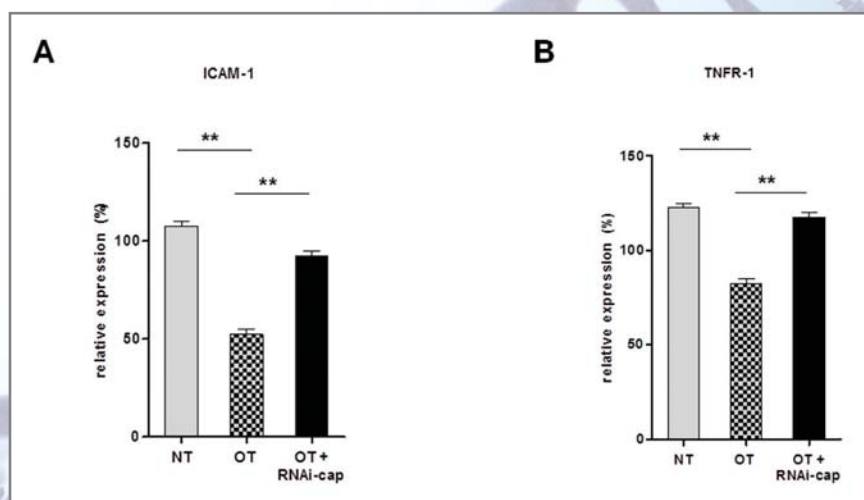 A
ICAM-1
150
**
**
100
50
0
relative expression (%)
NT
OT
OT +
RNAi-cap
B
TNFR-1
150
**
**
100
50
0
relative expression (%)
NT
OT
OT +
RNAi-cap